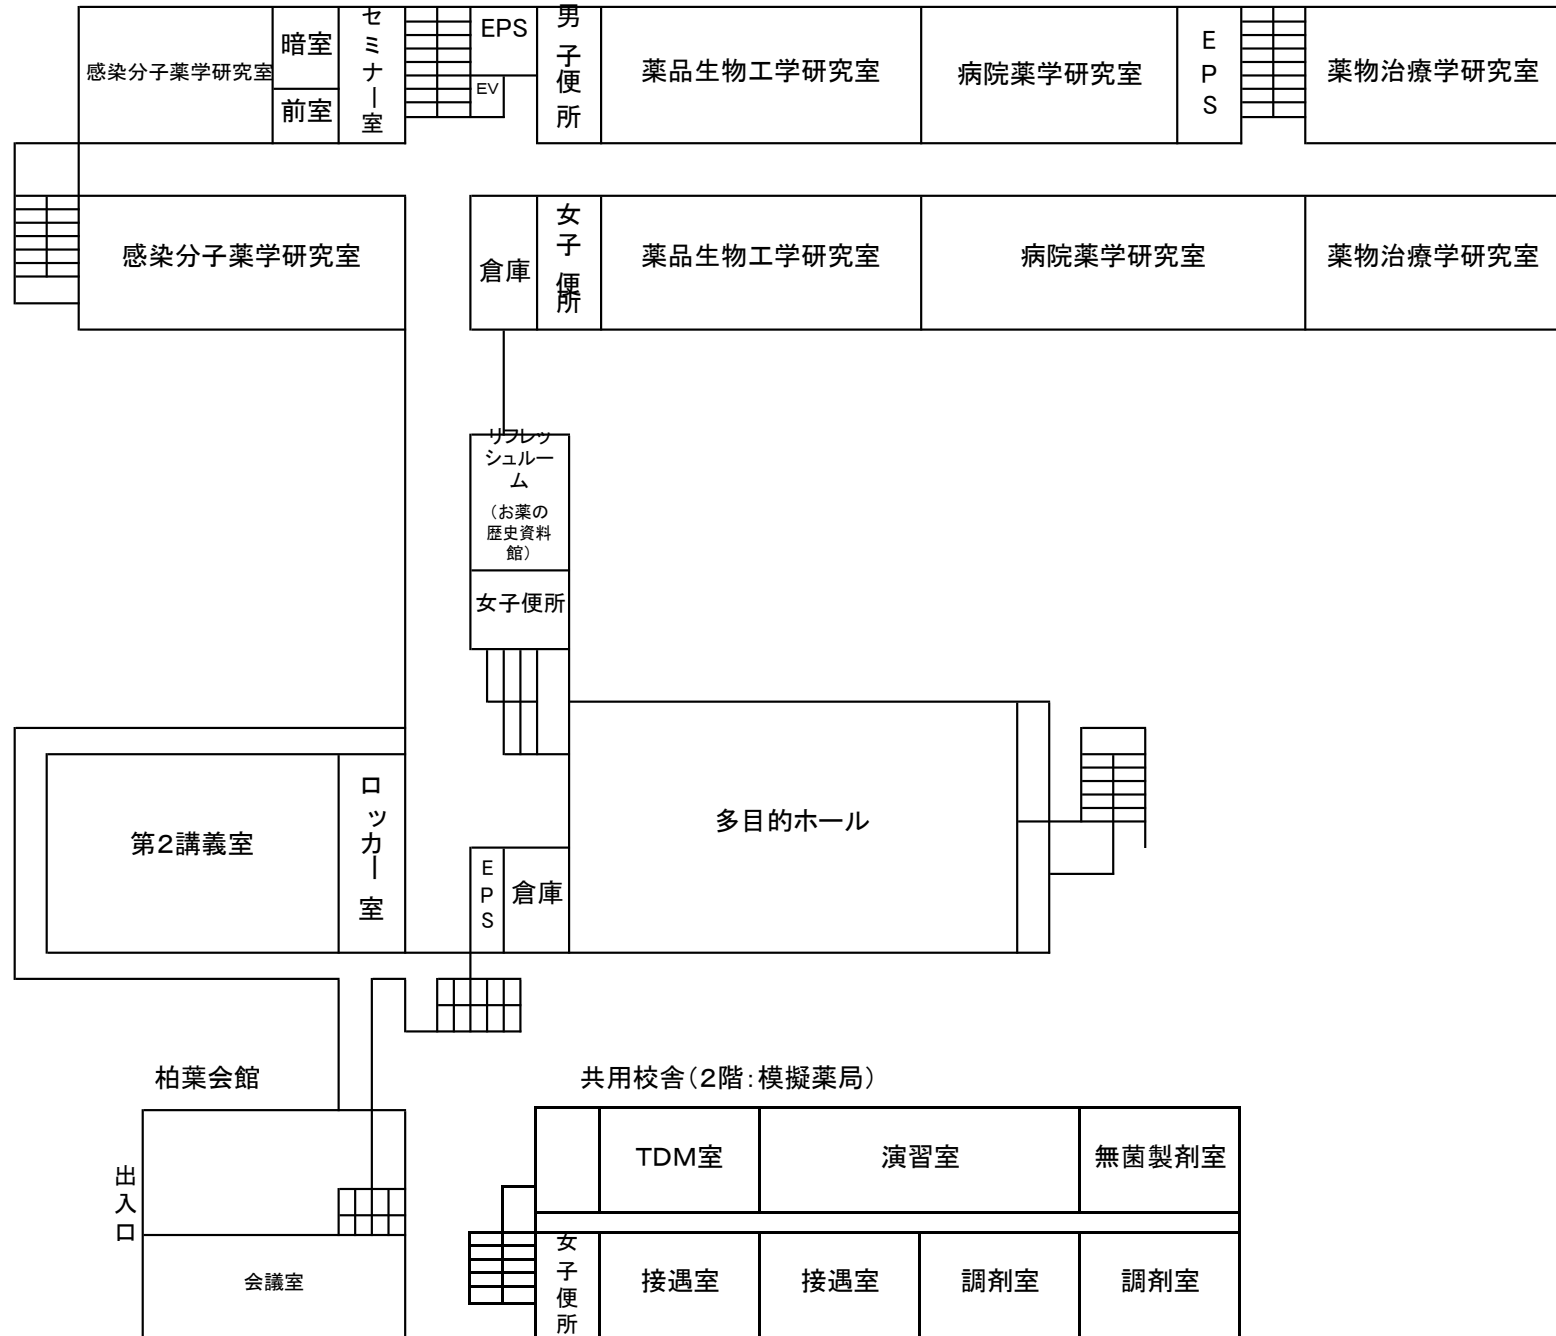 感染分子薬学研究室
暗室
前室
セミナー室
EPS
EV
男子便所
薬品生物工学研究室
病院薬学研究室
EPS
薬物治療学研究室
感染分子薬学研究室
倉庫
女子便所
薬品生物工学研究室
病院薬学研究室
薬物治療学研究室
リフレッ
シュルー
ム
（お薬の
歴史資料
館）
女子便所
第2講義室
ロッカー室
EPS
倉庫
多目的ホール
柏葉会館
出入口
会議室
共用校舎（2階：模擬薬局）
TDM室
演習室
無菌製剤室
女子便所
接遇室
接遇室
調剤室
調剤室